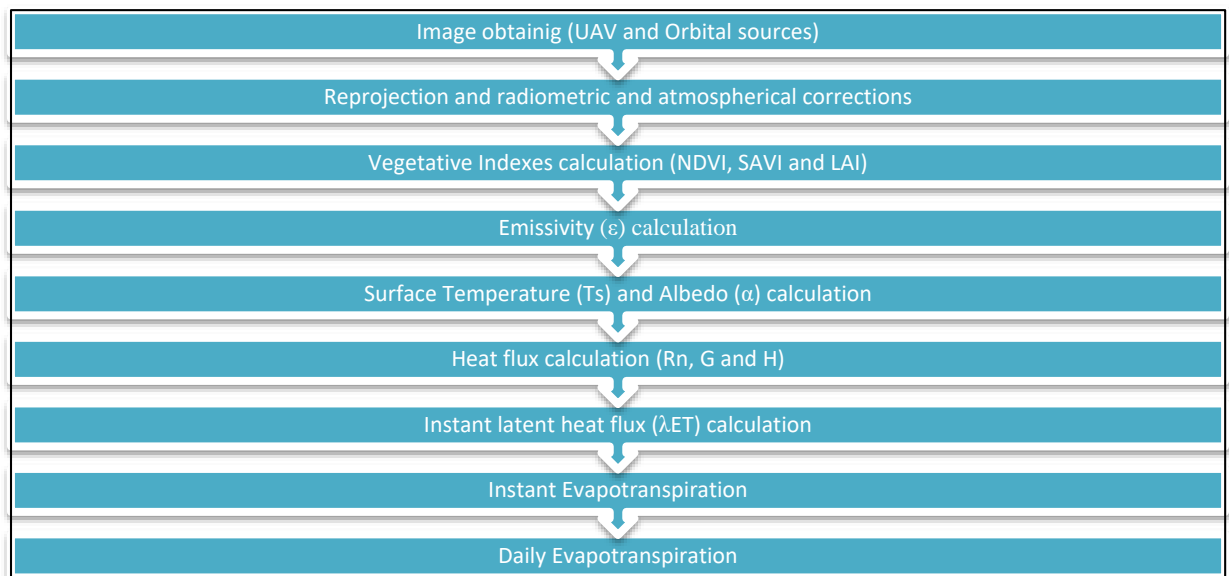 Image obtainig (UAV and Orbital sources)
Reprojection and radiometric and atmospherical corrections
Vegetative Indexes calculation (NDVI, SAVI and LAI)
Emissivity (ε) calculation
Surface Temperature (Ts) and Albedo (α) calculation
Heat flux calculation (Rn, G and H)
Instant latent heat flux (λET) calculation
Instant Evapotranspiration
Daily Evapotranspiration